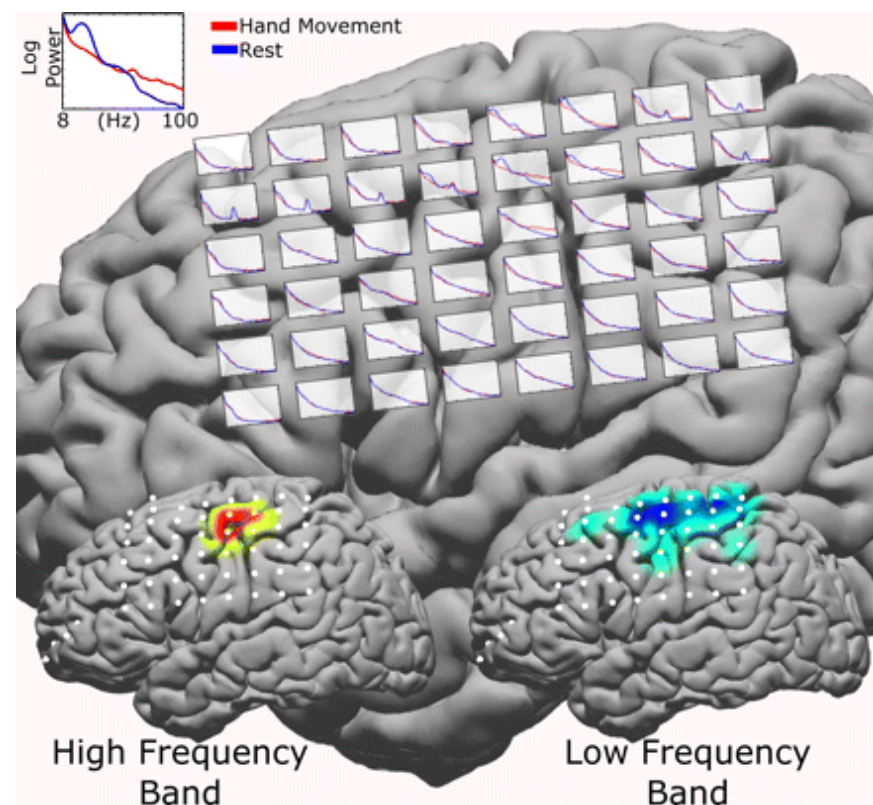 Log
Power
8 (Hz) 100
Hand Movement
Rest
High Frequency
Band
Low Frequency
Band